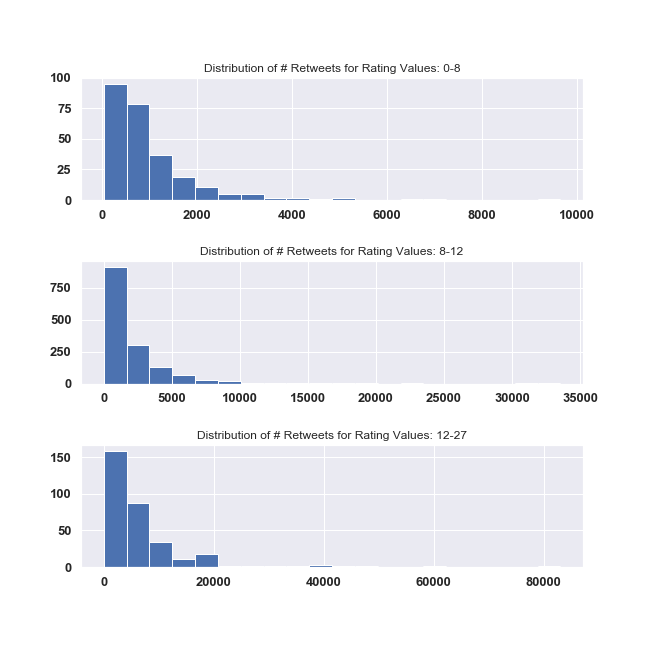 Distribution of # Retweets for Rating Values: 0-8
100
75
50
25
0
0 2000 4000 6000 8000 10000
Distribution of # Retweets for Rating Values: 8-12
750
500
250
0
0 5000 10000 15000 20000 25000 30000 35000
Distribution of # Retweets for Rating Values: 12-27
150
100
50
0
0 20000 40000 60000 80000